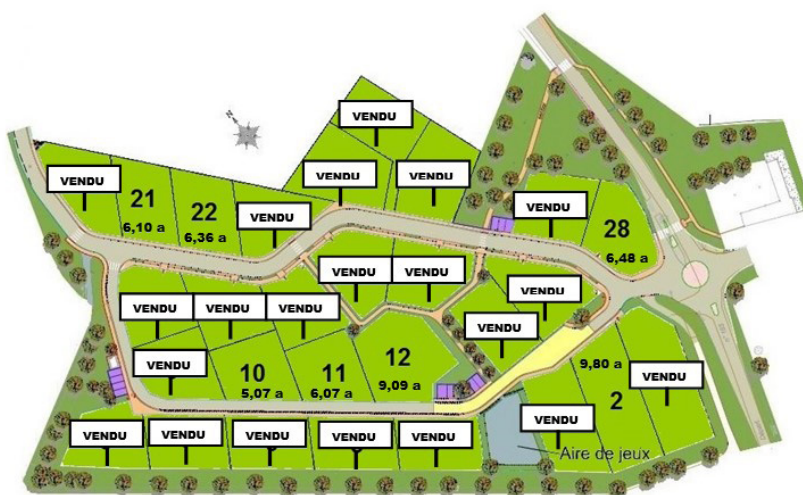 VENDU
N
VENDU
VENDU
VENDU
21
6,10 a
22
6,36 a
VENDU
VENDU
28
6,48 a
VENDU
VENDU
VENDU
VENDU
VENDU
VENDU
VENDU
VENDU
10
5,07 a
11
6,07 a
12
9,09 a
9,80 a
2
VENDU
VENDU
VENDU
VENDU
VENDU
VENDU
VENDU
Aire de jeux